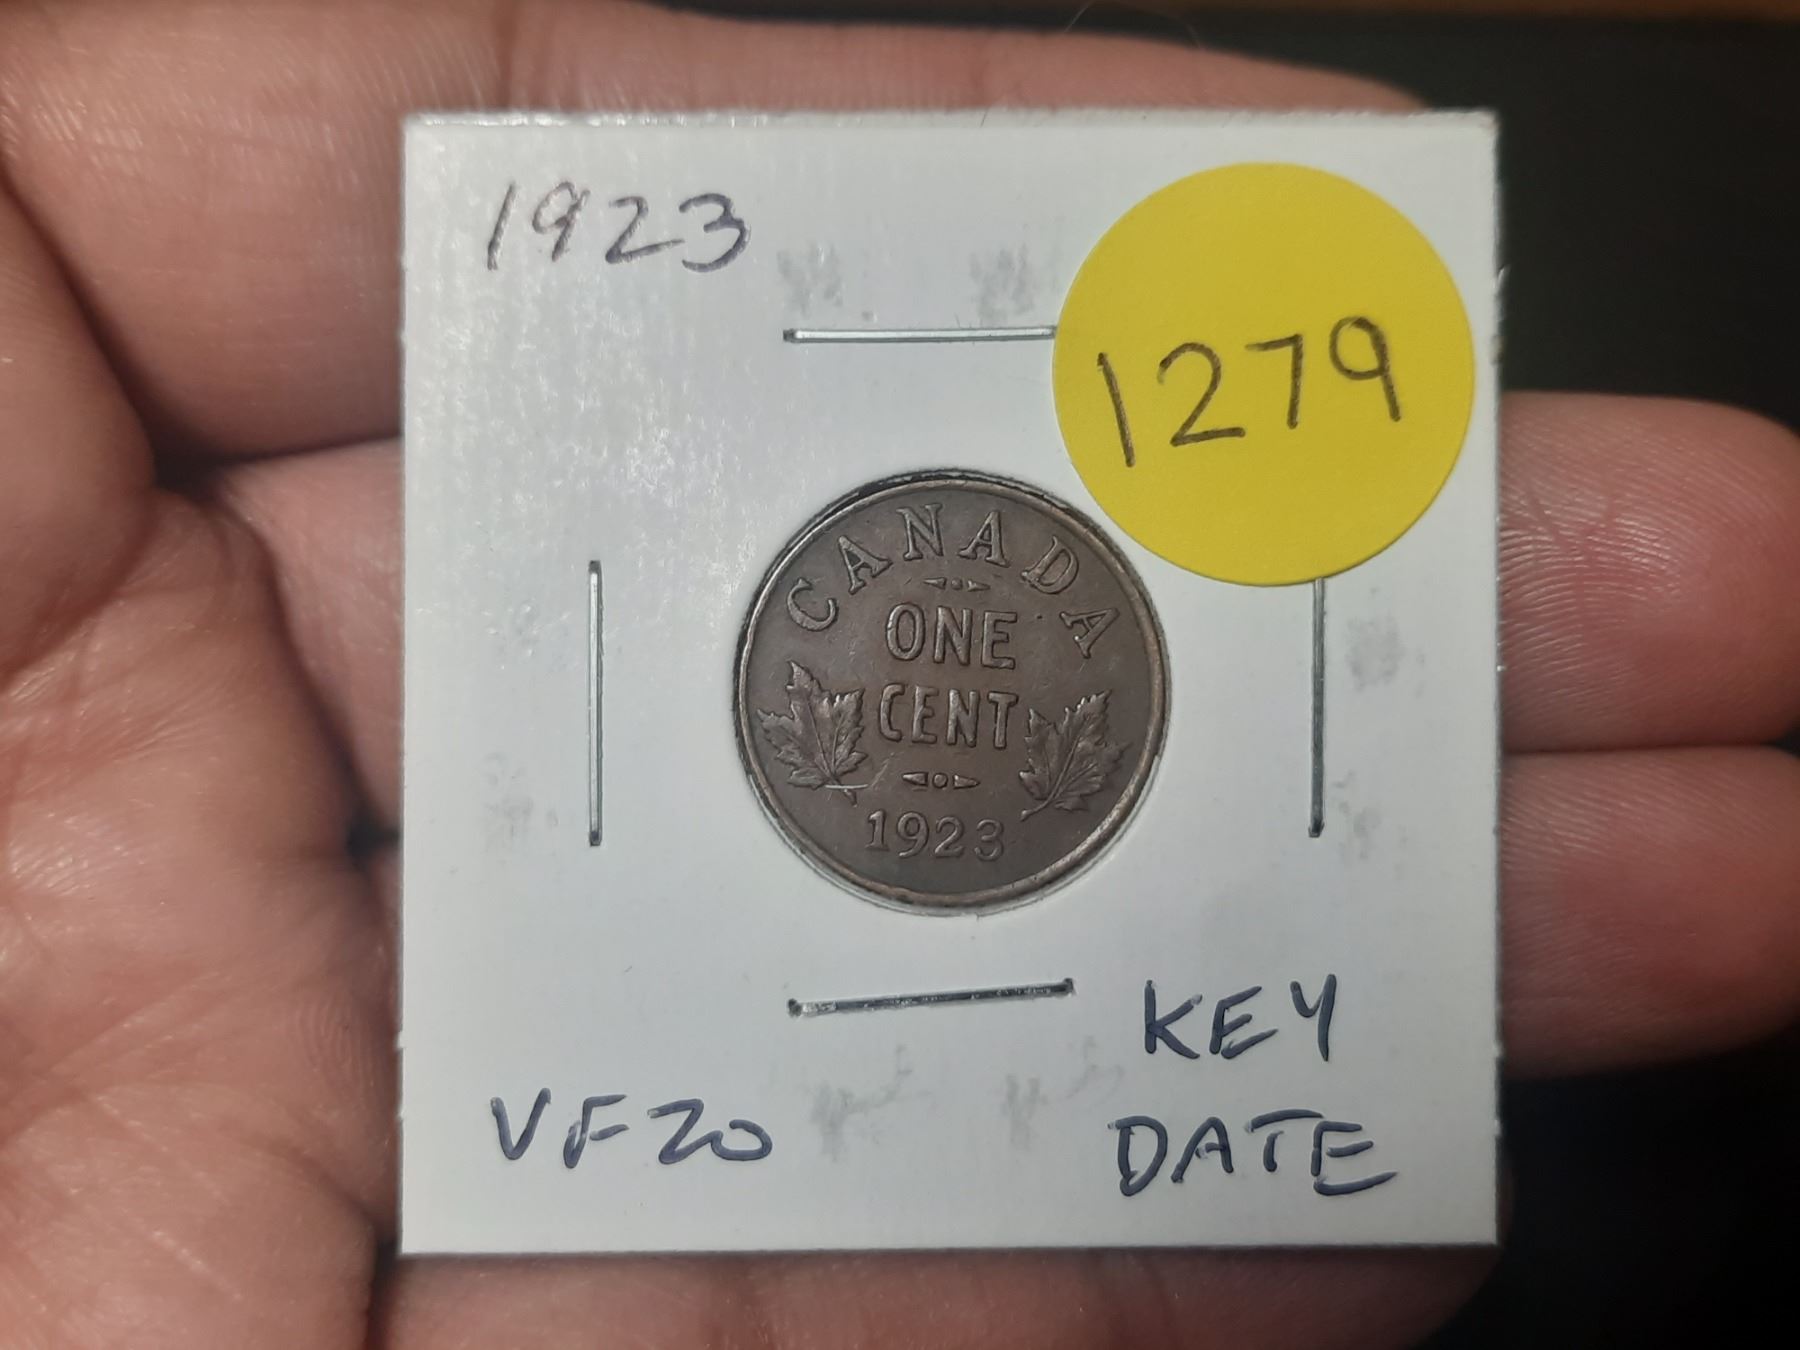 1923
1279
CANADA
ONE
CENT
1923
KEY
DATE
VF20